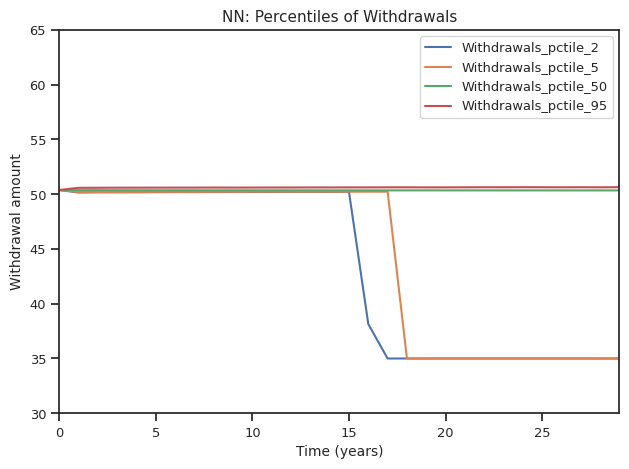 NN: Percentiles of Withdrawals
65
60
55
50
45
40
35
30
Withdrawal amount
Withdrawals_pctile_2
Withdrawals_pctile_5
Withdrawals_pctile_50
Withdrawals_pctile_95
0 5 10 15 20 25
Time (years)